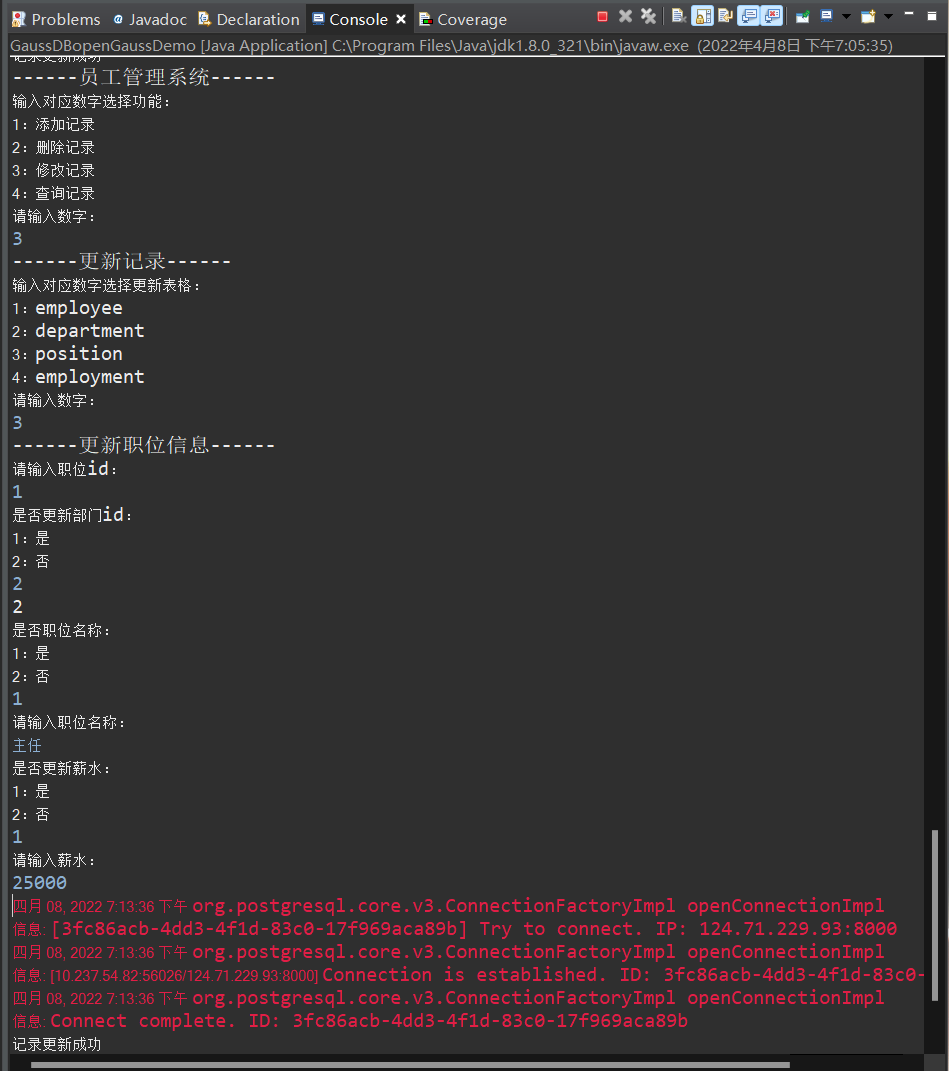 Problems @ Javadoc Declaration Console Coverage
GaussDBopenGaussDemo [Java Application] C:\Program Files\Java\jdk1.8.0_321\bin\javaw.exe (2022年4月8日 下午7:05:35)
记录更新成功
------员工管理系统------
输入对应数字选择功能：
1：添加记录
2：删除记录
3：修改记录
4：查询记录
请输入数字：
3
------更新记录------
输入对应数字选择更新表格：
1：employee
2：department
3：position
4：employment
请输入数字：
3
------更新职位信息------
请输入职位id：
1
是否更新部门id：
1：是
2：否
2
2
是否职位名称：
1：是
2：否
1
请输入职位名称：
主任
是否更新薪水：
1：是
2：否
1
请输入薪水：
25000
四月 08, 2022 7:13:36 下午 org.postgresql.core.v3.ConnectionFactoryImpl openConnectionImpl
信息: [3fc86acb-4dd3-4f1d-83c0-17f969aca89b] Try to connect. IP: 124.71.229.93:8000
四月 08, 2022 7:13:36 下午 org.postgresql.core.v3.ConnectionFactoryImpl openConnectionImpl
信息: [10.237.54.82:56026/124.71.229.93:8000] Connection is established. ID: 3fc86acb-4dd3-4f1d-83c0-
四月 08, 2022 7:13:36 下午 org.postgresql.core.v3.ConnectionFactoryImpl openConnectionImpl
信息: Connect complete. ID: 3fc86acb-4dd3-4f1d-83c0-17f969aca89b
记录更新成功